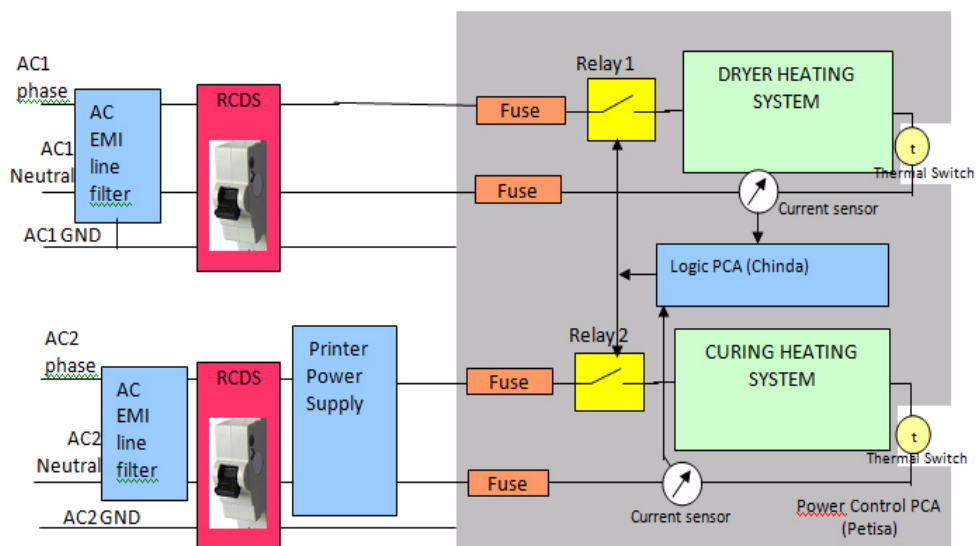 AC1
phase
AC
EMI
line
filter
AC1
Neutral
AC1 GND
RCDS
Fuse
Fuse
Relay 1
DRYER HEATING
SYSTEM
t
Thermal Switch
Current sensor
Logic PCA (Chinda)
AC2
phase
AC
EMI
line
filter
AC2
Neutral
AC2 GND
RCDS
Printer
Power
Supply
Fuse
Fuse
Relay 2
CURING HEATING
SYSTEM
t
Thermal Switch
Current sensor
Power Control PCA
(Petisa)